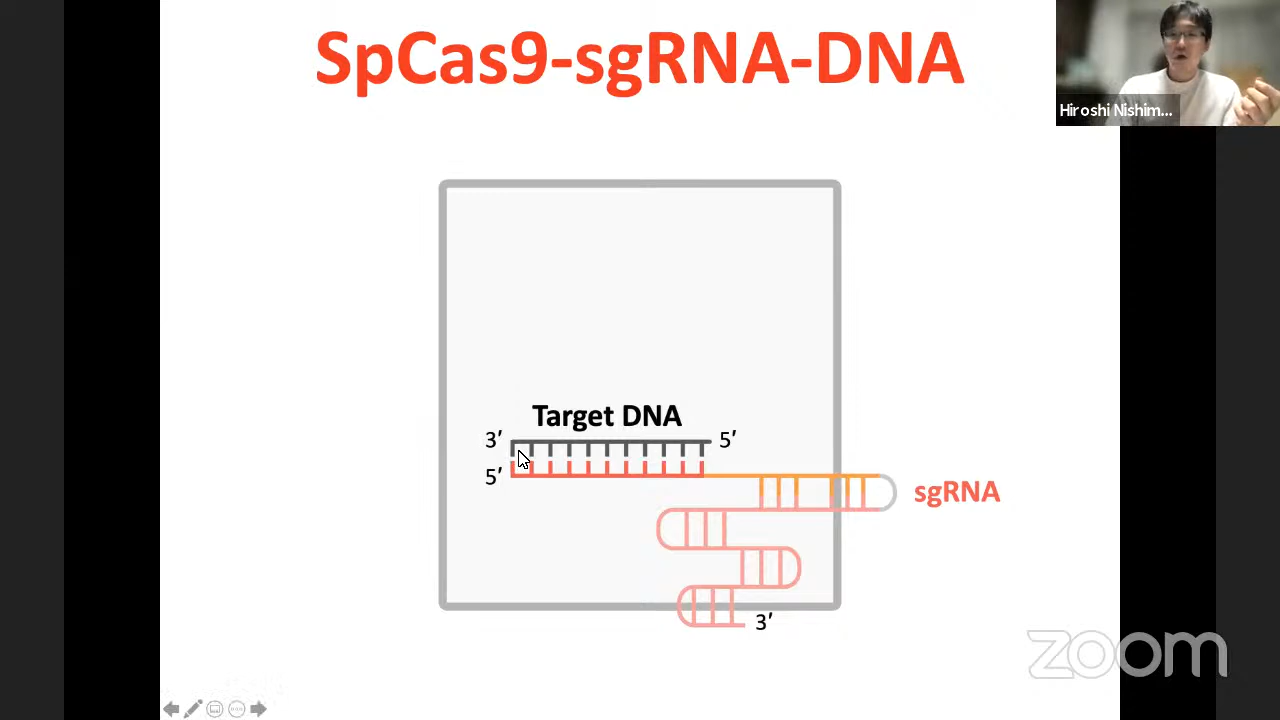 SpCas9-sgRNA-DNA
Hiroshi Nishim...
Target DNA
3′
5′
5′
sgRNA
3′
zoom